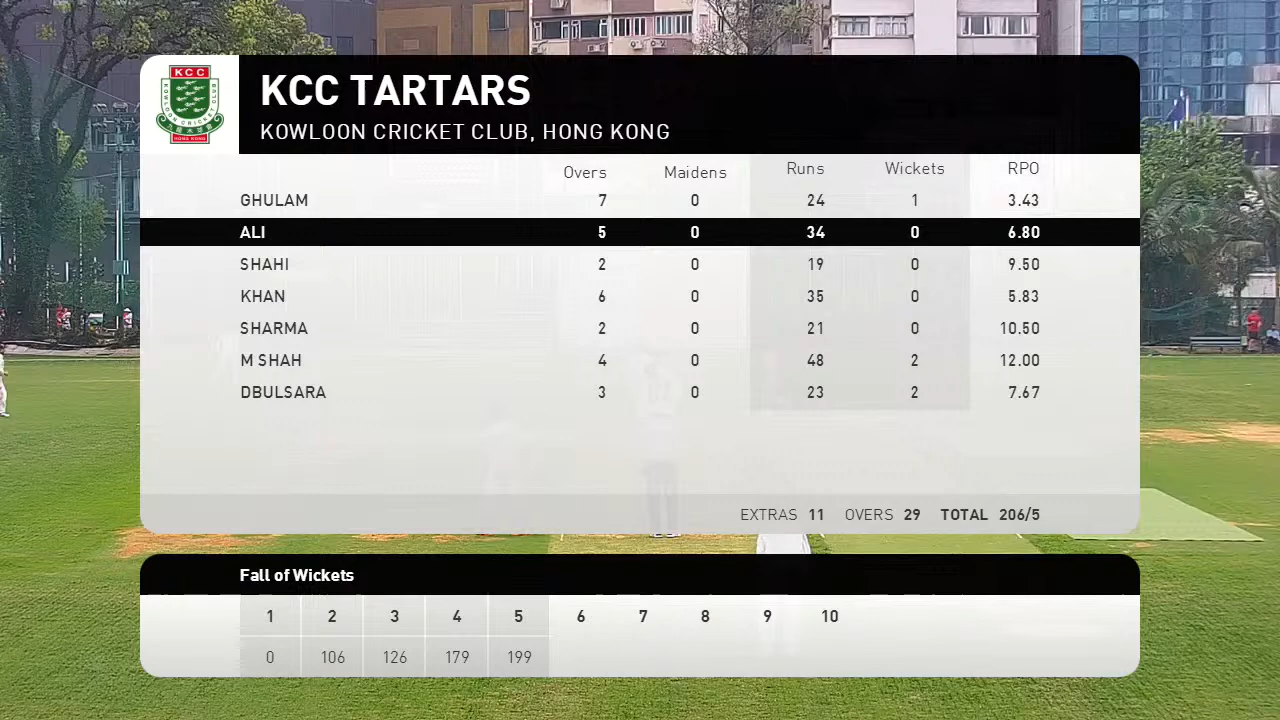 KCC
KOWLOON CRICKET CLUB
HONG KONG
KCC TARTARS
KOWLOON CRICKET CLUB, HONG KONG
Overs Maidens Runs Wickets RPO
GHULAM 7 0 24 1 3.43
ALI 5 0 34 0 6.80
SHAHI 2 0 19 0 9.50
KHAN 6 0 35 0 5.83
SHARMA 2 0 21 0 10.50
M SHAH 4 0 48 2 12.00
DBULSARA 3 0 23 2 7.67
EXTRAS 11 OVERS 29 TOTAL 206/5
Fall of Wickets
1 2 3 4 5 6 7 8 9 10
0 106 126 179 199